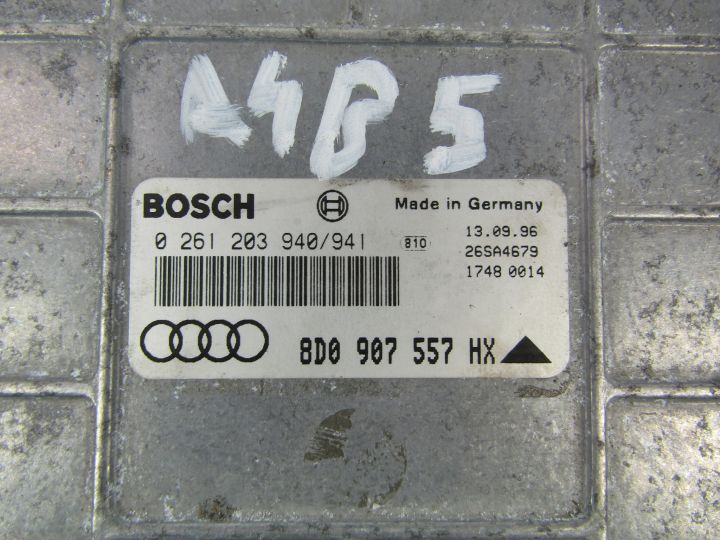 A4B5
BOSCH Made in Germany
0 261 203 940/941 810 13.09.96
26SA4679
1748 0014
8D0 907 557 HX